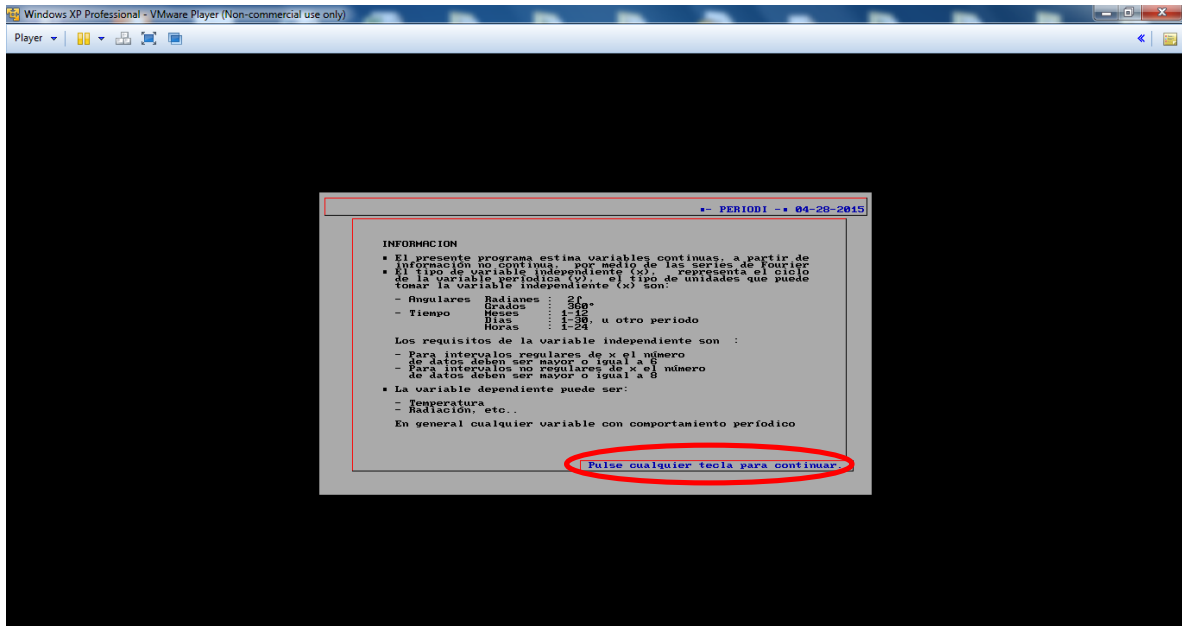 Windows XP Professional - VMware Player (Non-commercial use only)
Player
▪- PERIODI -▪ 04-28-2015
INFORMACION
▪ El presente programa estima variables continuas, a partir de
información no continua, por medio de las series de Fourier
▪ El tipo de variable independiente (x), representa el ciclo
de la variable períodica (y), el tipo de unidades que puede
tomar la variable independiente (x) son:
- Angulares Radianes : 2ƒ
Grados : 360°
- Tiempo Meses : 1-12
Dias : 1-30, u otro periodo
Horas : 1-24
Los requisitos de la variable independiente son :
- Para intervalos regulares de x el número
de datos deben ser mayor o igual a 6
- Para intervalos no regulares de x el número
de datos deben ser mayor o igual a 8
▪ La variable dependiente puede ser:
- Temperatura
- Radiación, etc..
En general cualquier variable con comportamiento períodico
Pulse cualquier tecla para continuar.